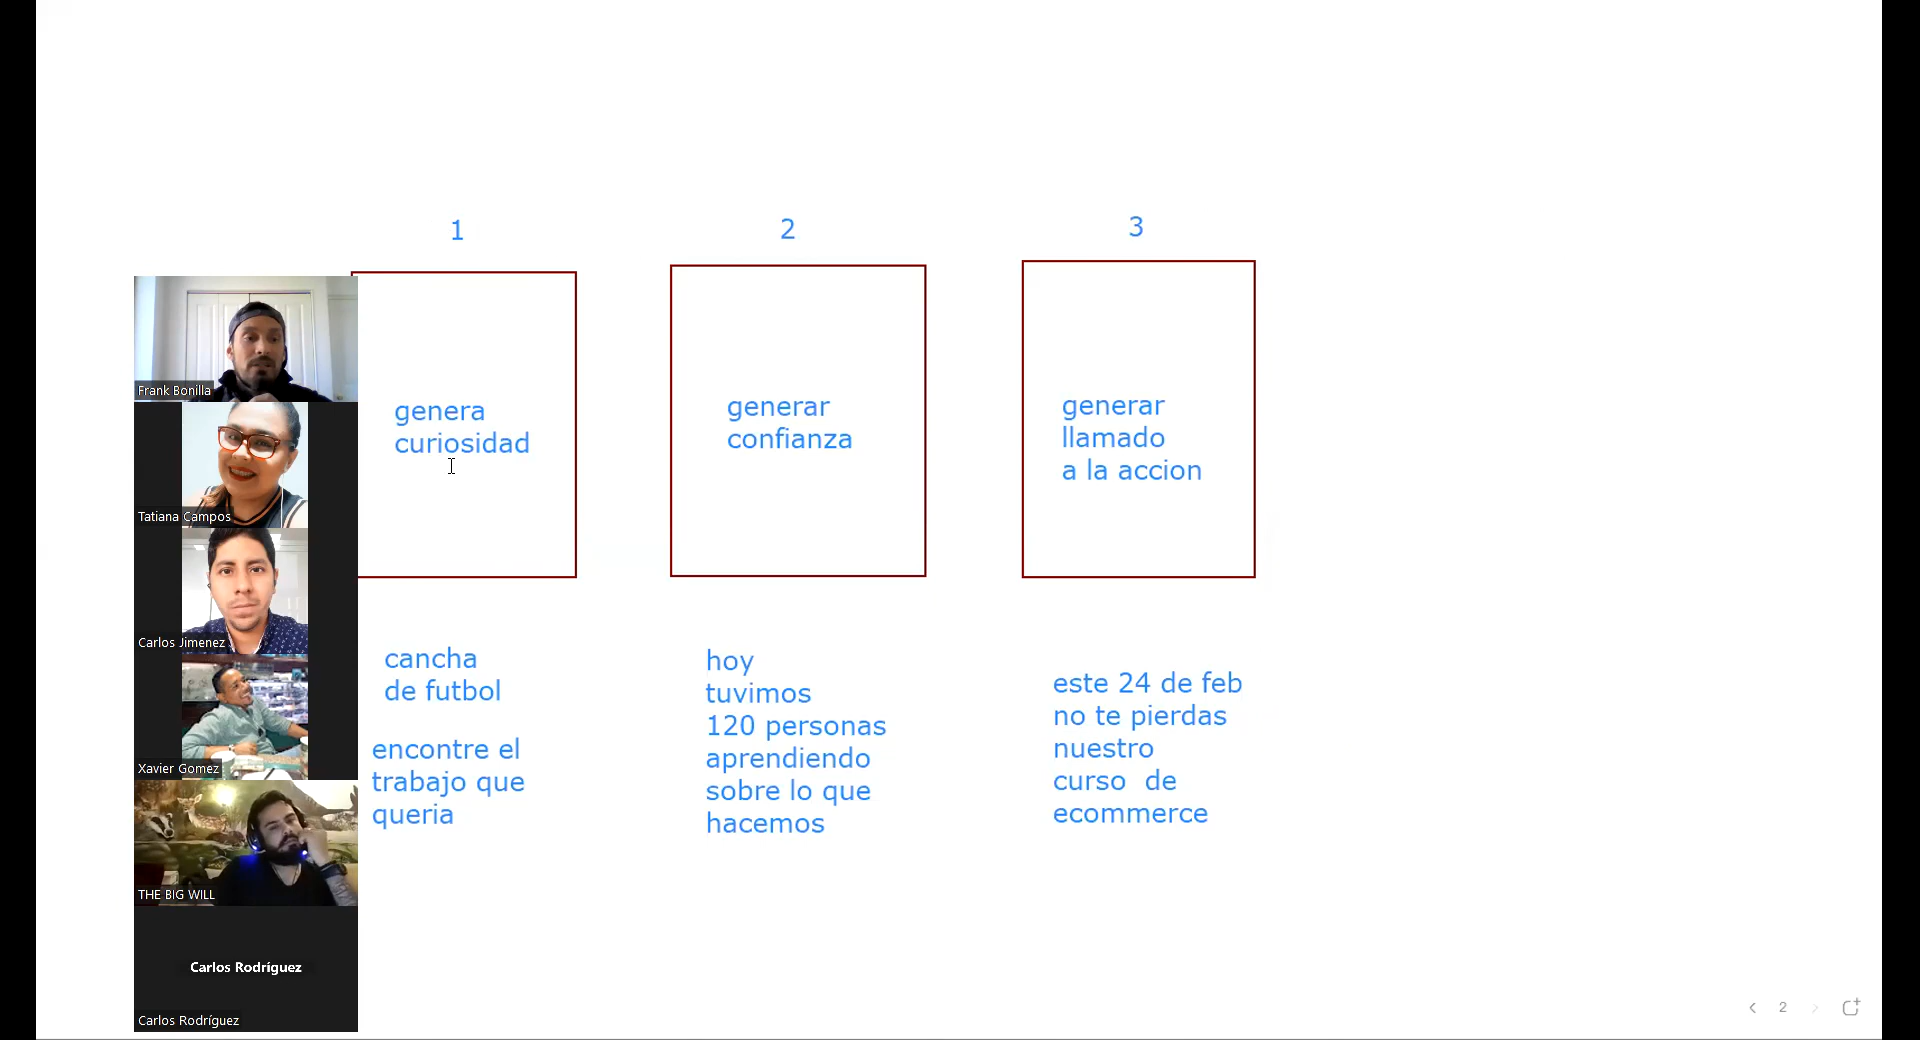 1
2
3
genera
curiosidad
generar
confianza
generar
llamado
a la accion
cancha
de futbol
encontre el
trabajo que
queria
hoy
tuvimos
120 personas
aprendiendo
sobre lo que
hacemos
este 24 de feb
no te pierdas
nuestro
curso  de
ecommerce
Frank Bonilla
Tatiana Campos
Carlos Jimenez
Xavier Gomez
THE BIG WILL
Carlos Rodríguez
Carlos Rodríguez
2